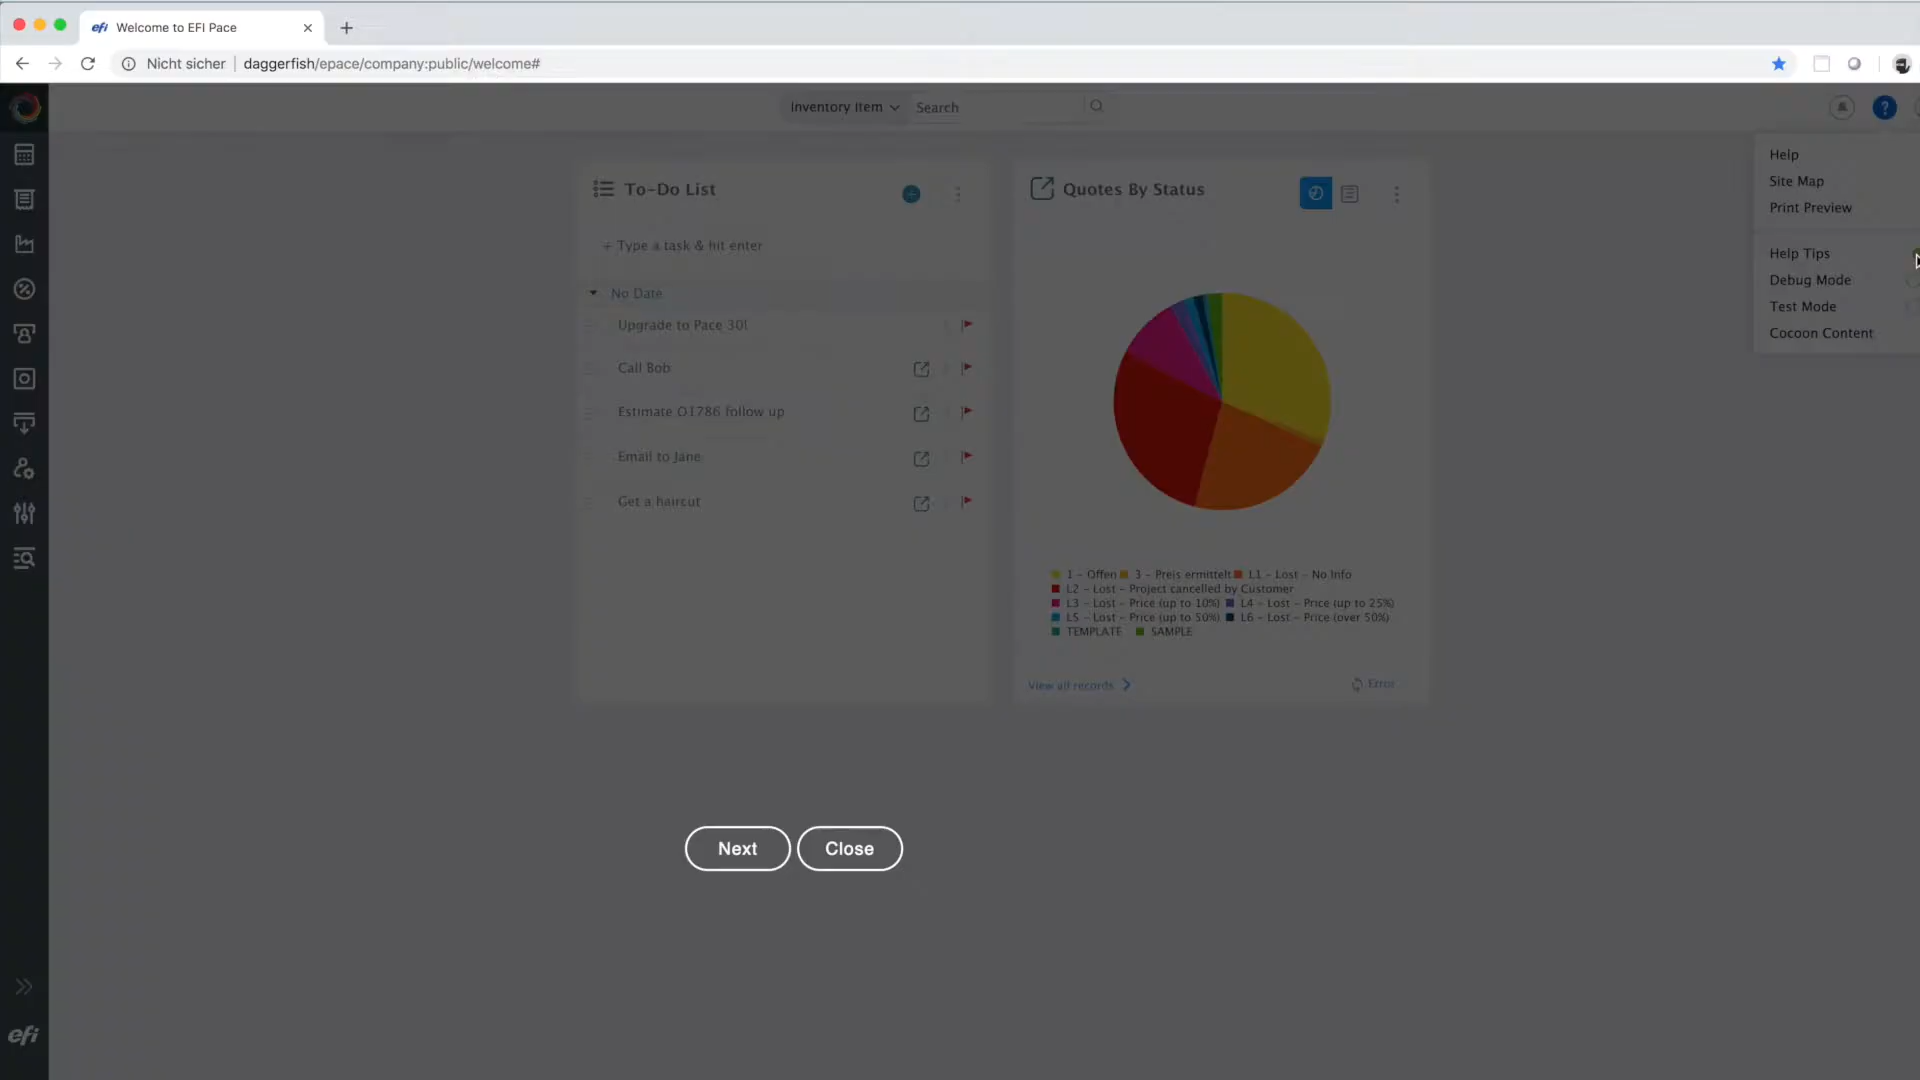 efi Welcome to EFI Pace
Nicht sicher daggerfish/epace/company:public/welcome#
Inventory Item Search
?
Help
Site Map
Print Preview
Help Tips
Debug Mode
Test Mode
Cocoon Content
To-Do List
+ Type a task & hit enter
No Date
Upgrade to Pace 30!
Call Bob
Estimate O1786 follow up
Email to Jane
Get a haircut
Quotes By Status
1 - Offen 3 - Preis ermittelt L1 - Lost - No Info
L2 - Lost - Project cancelled by Customer
L3 - Lost - Price (up to 10%) L4 - Lost - Price (up to 25%)
L5 - Lost - Price (up to 50%) L6 - Lost - Price (over 50%)
TEMPLATE SAMPLE
View all records Error
Next Close
efi